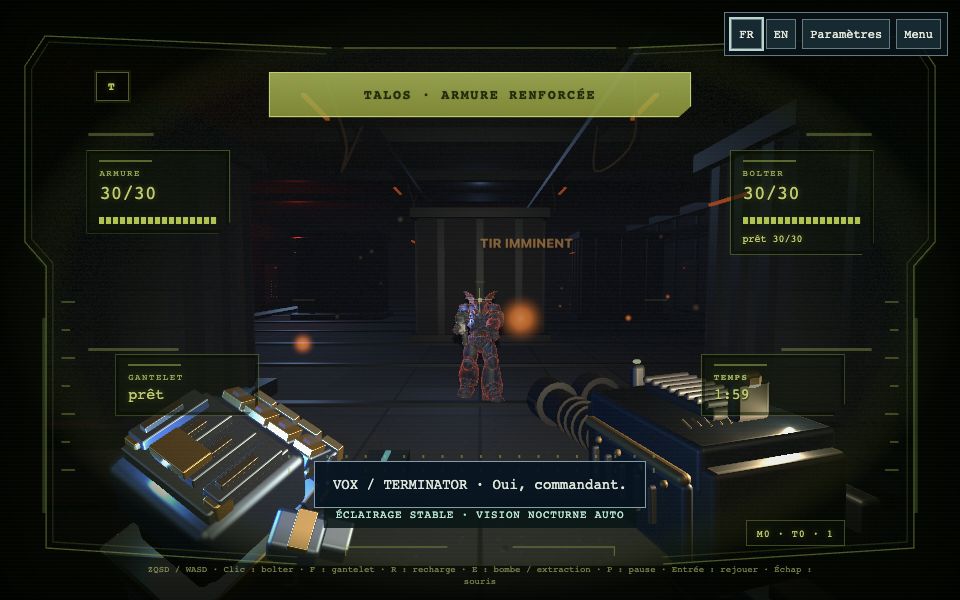 FR EN Paramètres Menu
T
TALOS · ARMURE RENFORCÉE
ARMURE
30/30
BOLTER
30/30
prêt 30/30
TIR IMMINENT
GANTELET
prêt
TEMPS
1:59
VOX / TERMINATOR · Oui, commandant.
ÉCLAIRAGE STABLE · VISION NOCTURNE AUTO
M0 · T0 · 1
ZQSD / WASD · Clic : bolter · F : gantelet · R : recharge · E : bombe / extraction · P : pause · Entrée : rejouer · Échap :
souris